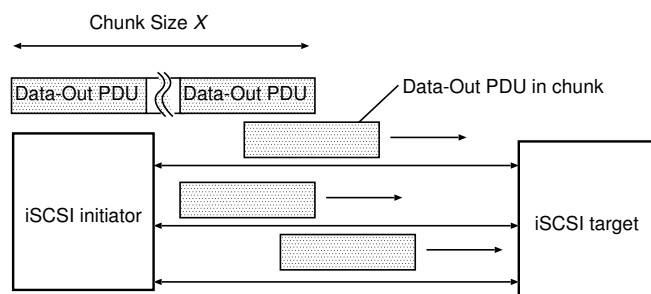 Chunk Size X
Data-Out PDU
Data-Out PDU
Data-Out PDU in chunk
iSCSI initiator
iSCSI target